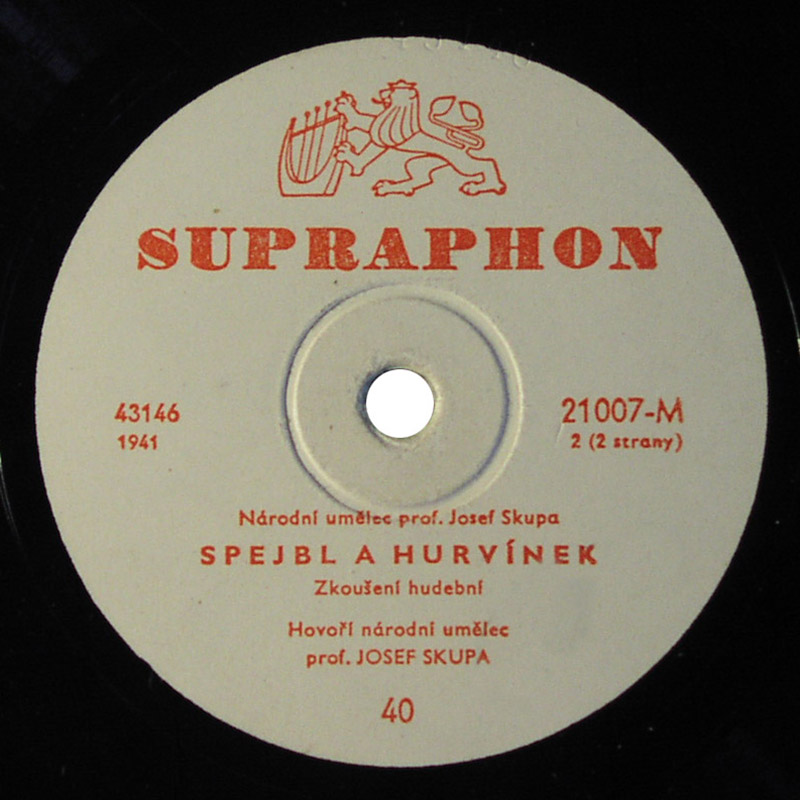 SUPRAPHON
43146
1941
21007-M
2 (2 strany)
Národní umělec prof. Josef Skupa
SPEJBL A HURVÍNEK
Zkoušení hudební
Hovoří národní umělec
prof. JOSEF SKUPA
40